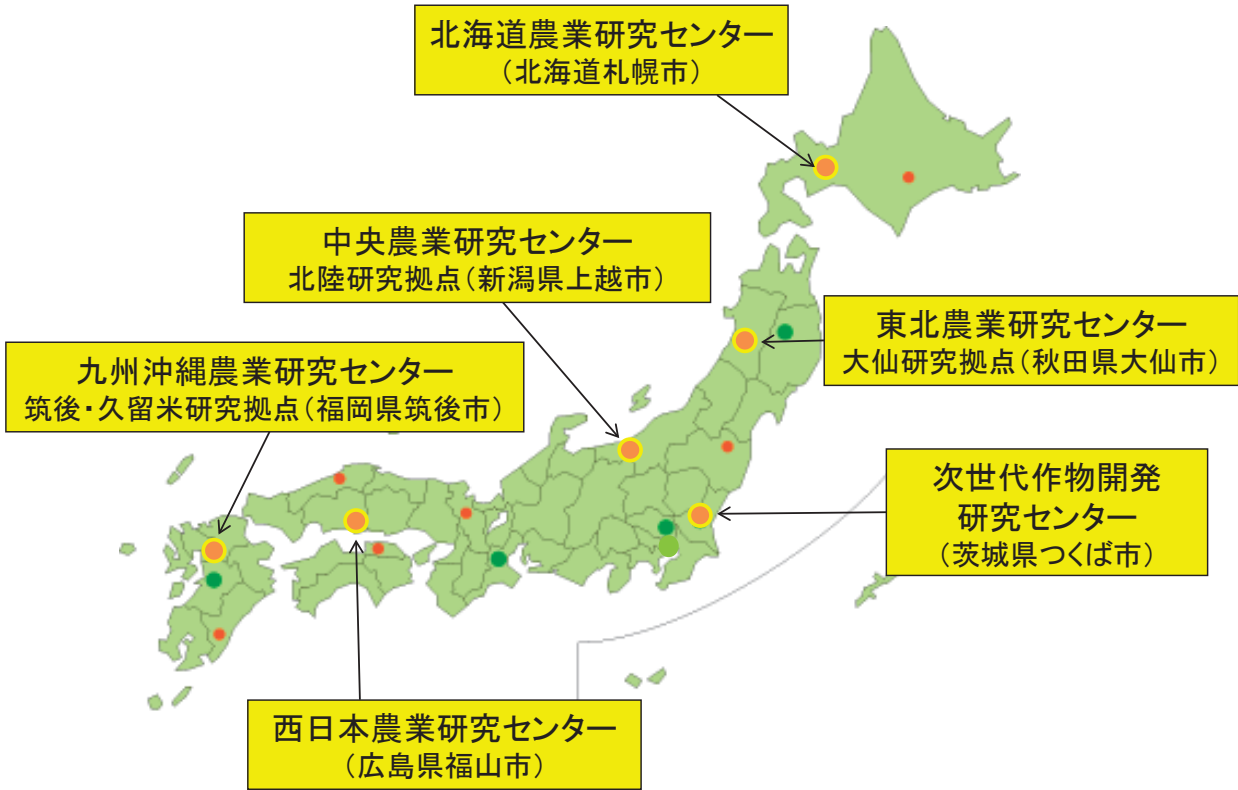 北海道農業研究センター
（北海道札幌市）
中央農業研究センター
北陸研究拠点（新潟県上越市）
東北農業研究センター
大仙研究拠点（秋田県大仙市）
九州沖縄農業研究センター
筑後・久留米研究拠点（福岡県筑後市）
次世代作物開発
研究センター
（茨城県つくば市）
西日本農業研究センター
（広島県福山市）